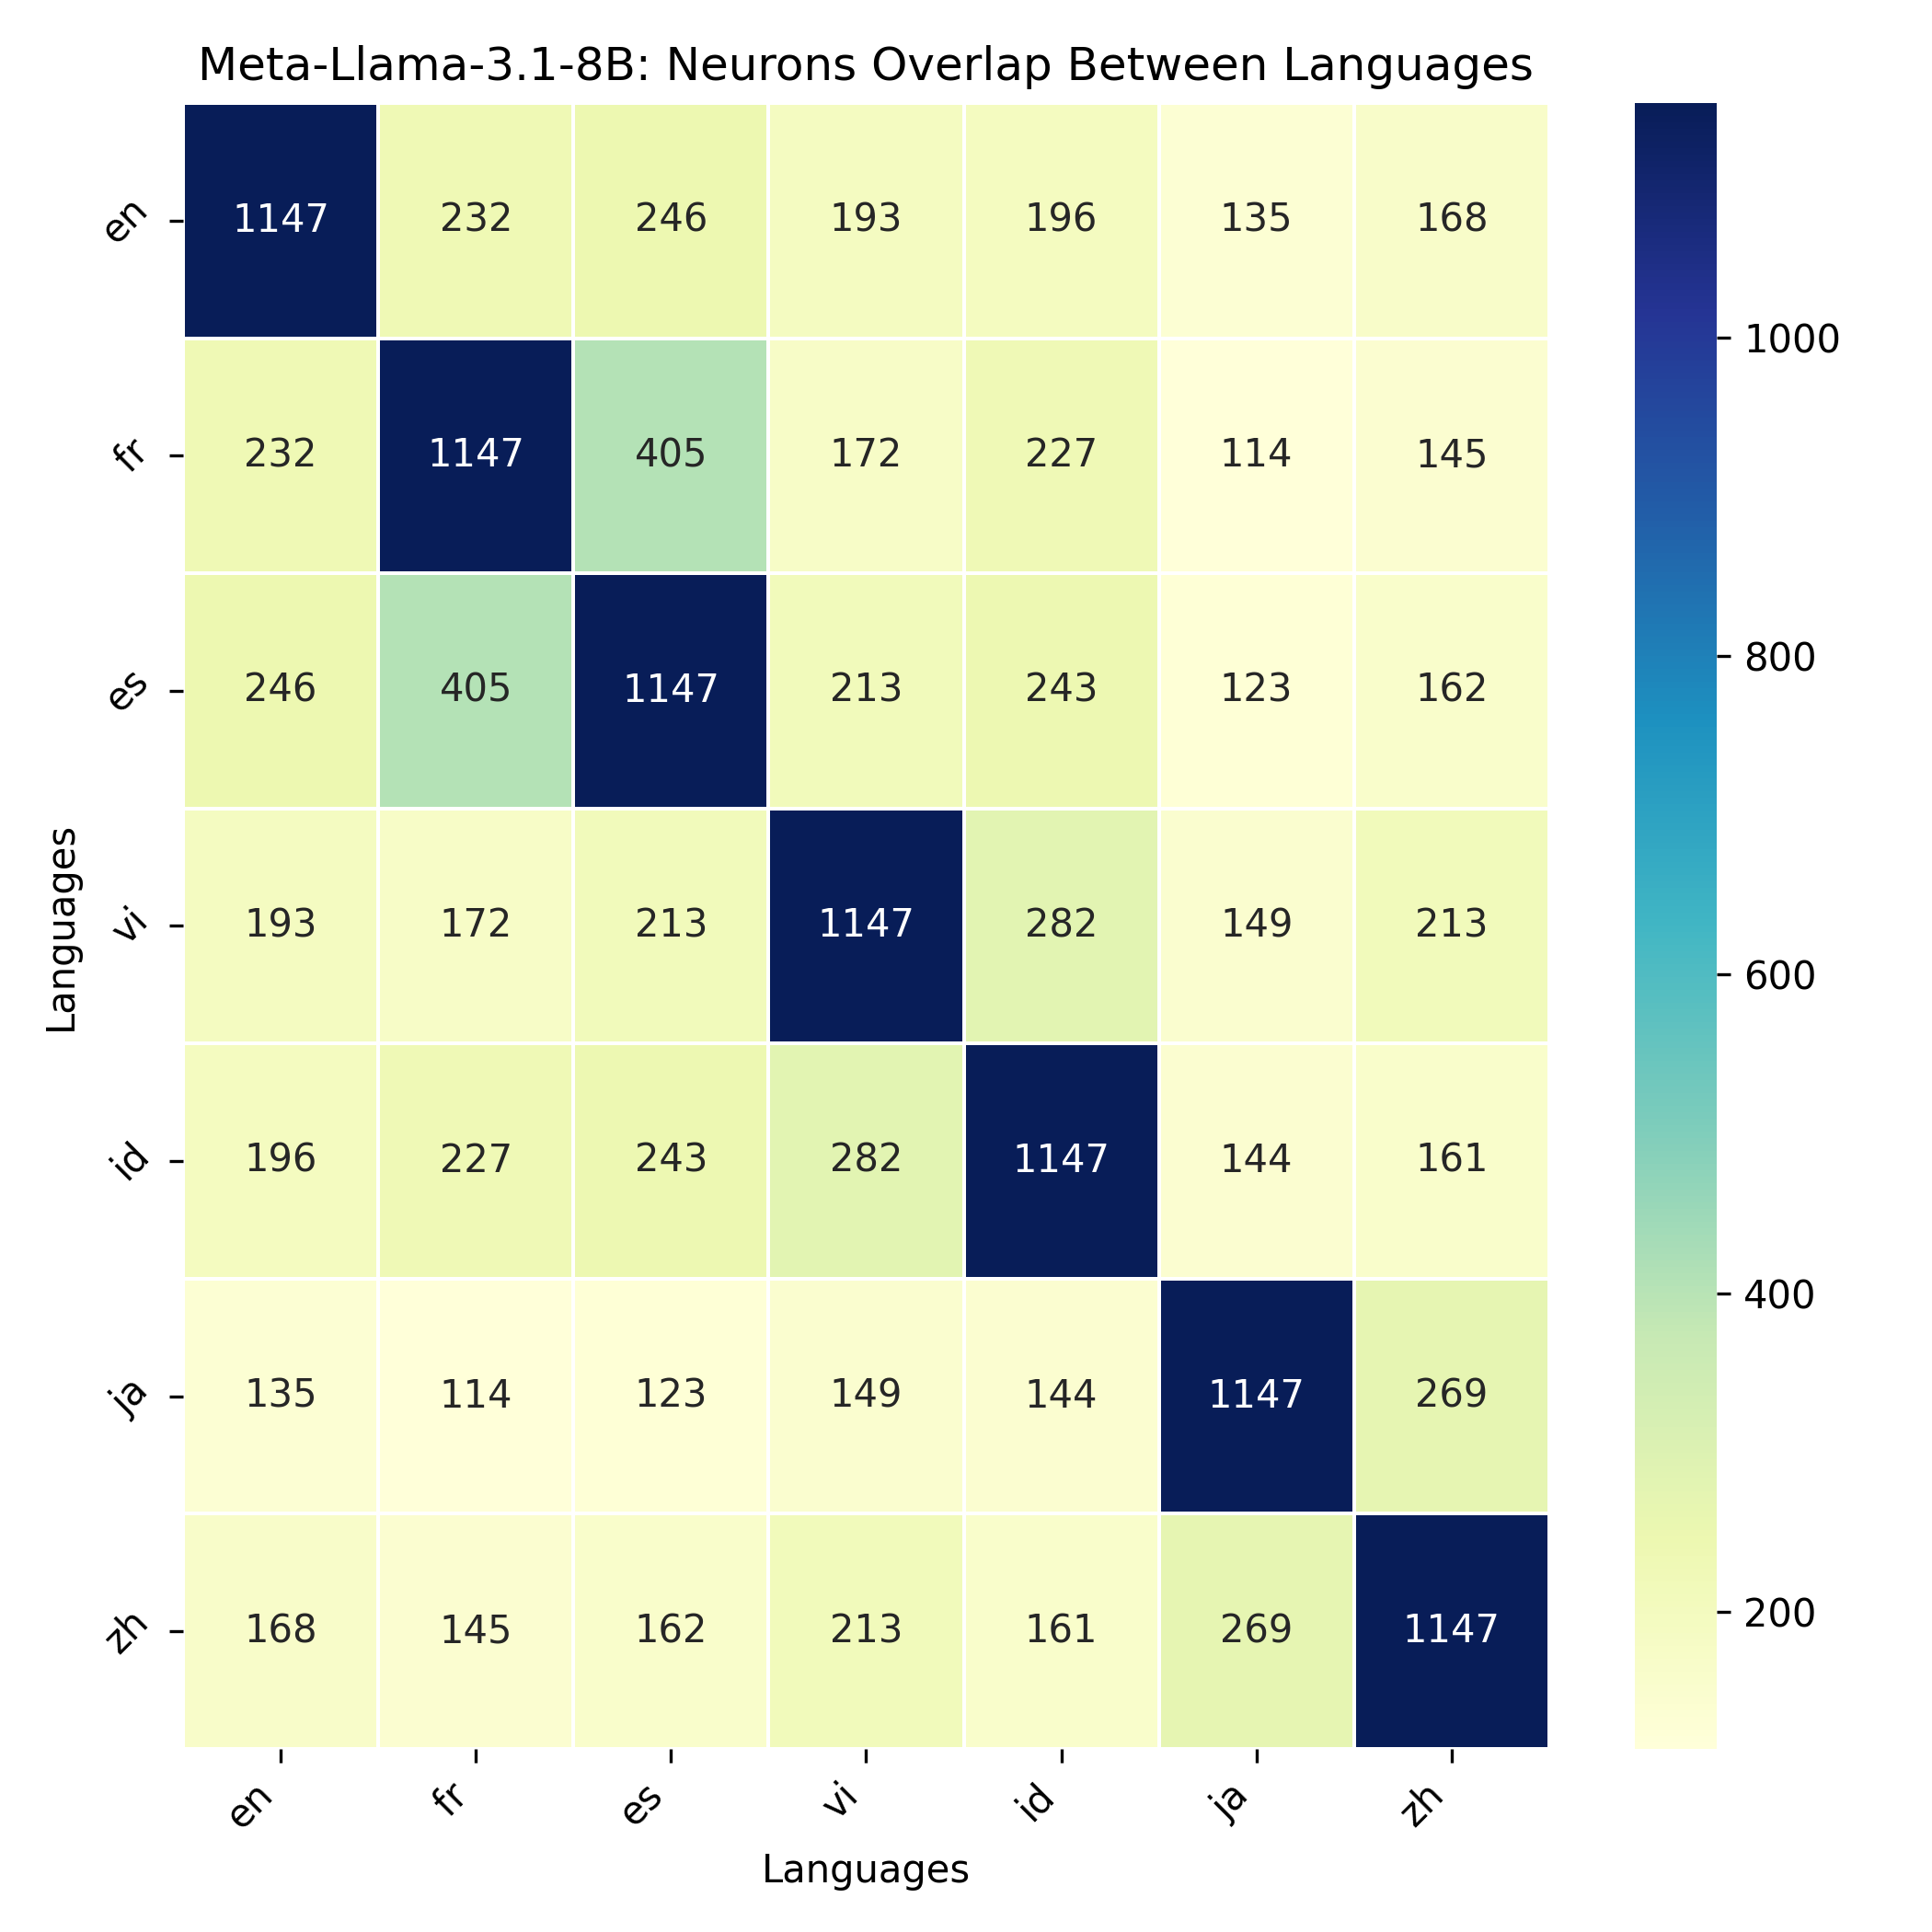 Meta-Llama-3.1-8B: Neurons Overlap Between Languages
en 1147 232 246 193 196 135 168
fr 232 1147 405 172 227 114 145
es 246 405 1147 213 243 123 162
vi 193 172 213 1147 282 149 213
id 196 227 243 282 1147 144 161
ja 135 114 123 149 144 1147 269
zh 168 145 162 213 161 269 1147
en fr es vi id ja zh
Languages
Languages
1000
800
600
400
200